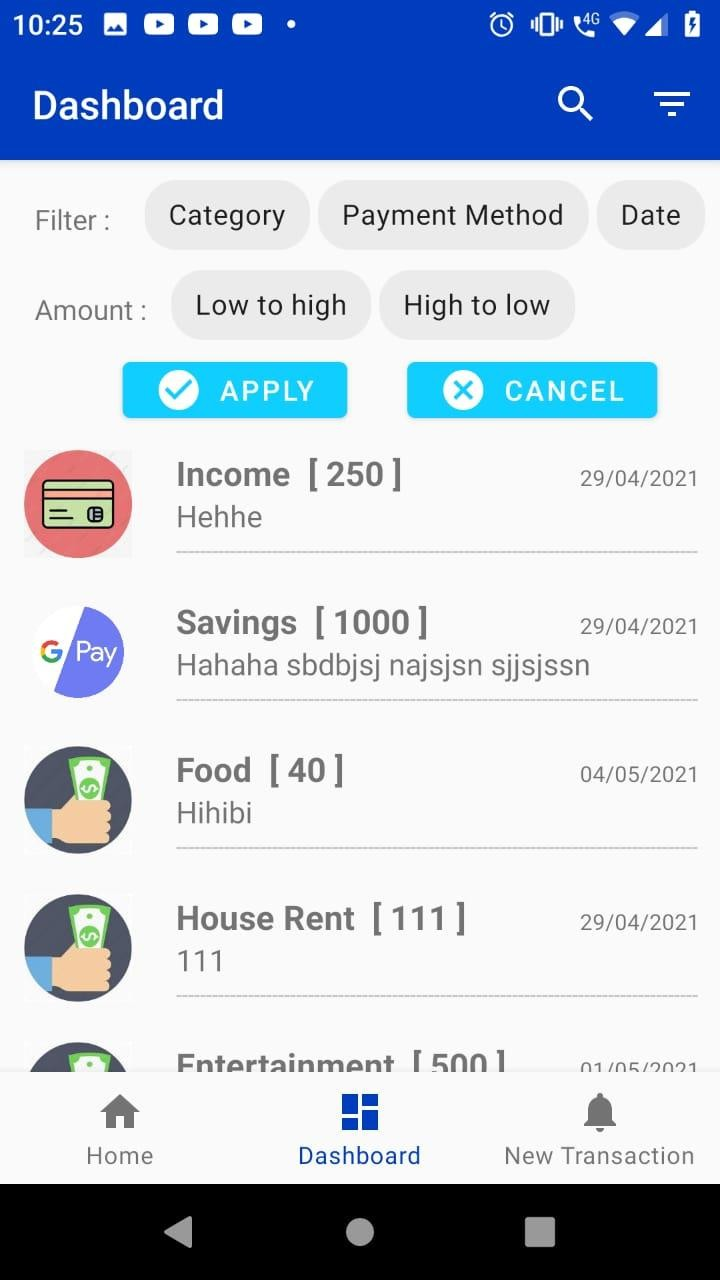 10:25
4G
Dashboard
Filter : Category Payment Method Date
Amount : Low to high High to low
APPLY CANCEL
Income [ 250 ] 29/04/2021
Hehhe
Savings [ 1000 ] 29/04/2021
G Pay
Hahaha sbdbjsj najsjsn sjjsjssn
Food [ 40 ] 04/05/2021
Hihibi
House Rent [ 111 ] 29/04/2021
111
Entertainment [ 500 ] 01/05/2021
Home Dashboard New Transaction